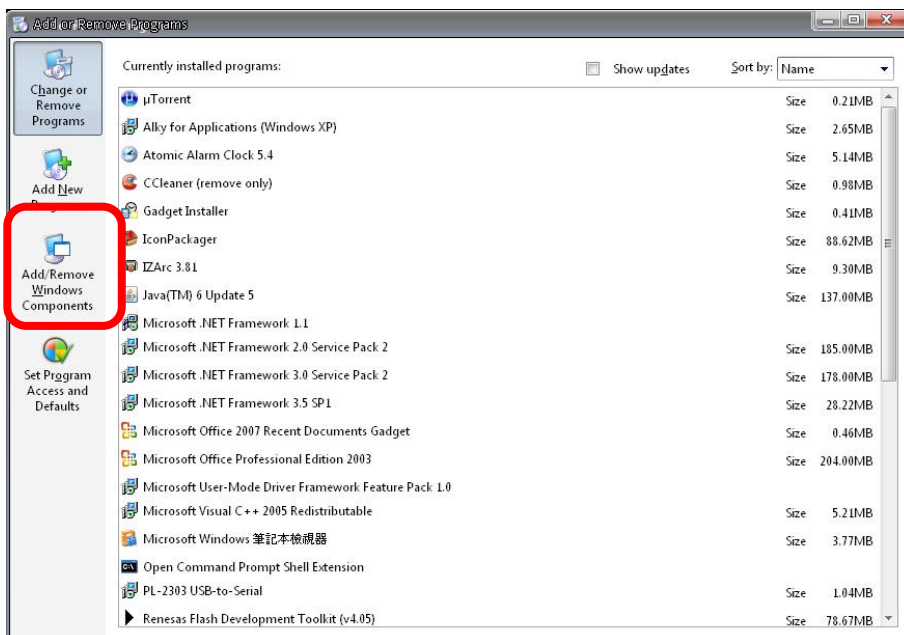 Add or Remove Programs
Change or
Remove
Programs
Add New
Add/Remove
Windows
Components
Set Program
Access and
Defaults
Currently installed programs:
Show updates
Sort by: Name
µTorrent Size 0.21MB
Alky for Applications (Windows XP) Size 2.65MB
Atomic Alarm Clock 5.4 Size 5.14MB
CCleaner (remove only) Size 0.98MB
Gadget Installer Size 0.41MB
IconPackager Size 88.62MB
IZArc 3.81 Size 9.30MB
Java(TM) 6 Update 5 Size 137.00MB
Microsoft .NET Framework 1.1
Microsoft .NET Framework 2.0 Service Pack 2 Size 185.00MB
Microsoft .NET Framework 3.0 Service Pack 2 Size 178.00MB
Microsoft .NET Framework 3.5 SP1 Size 28.22MB
Microsoft Office 2007 Recent Documents Gadget Size 0.46MB
Microsoft Office Professional Edition 2003 Size 204.00MB
Microsoft User-Mode Driver Framework Feature Pack 1.0
Microsoft Visual C++ 2005 Redistributable Size 5.21MB
Microsoft Windows 筆記本檢視器 Size 3.77MB
Open Command Prompt Shell Extension
PL-2303 USB-to-Serial Size 1.04MB
Renesas Flash Development Toolkit (v4.05) Size 78.67MB